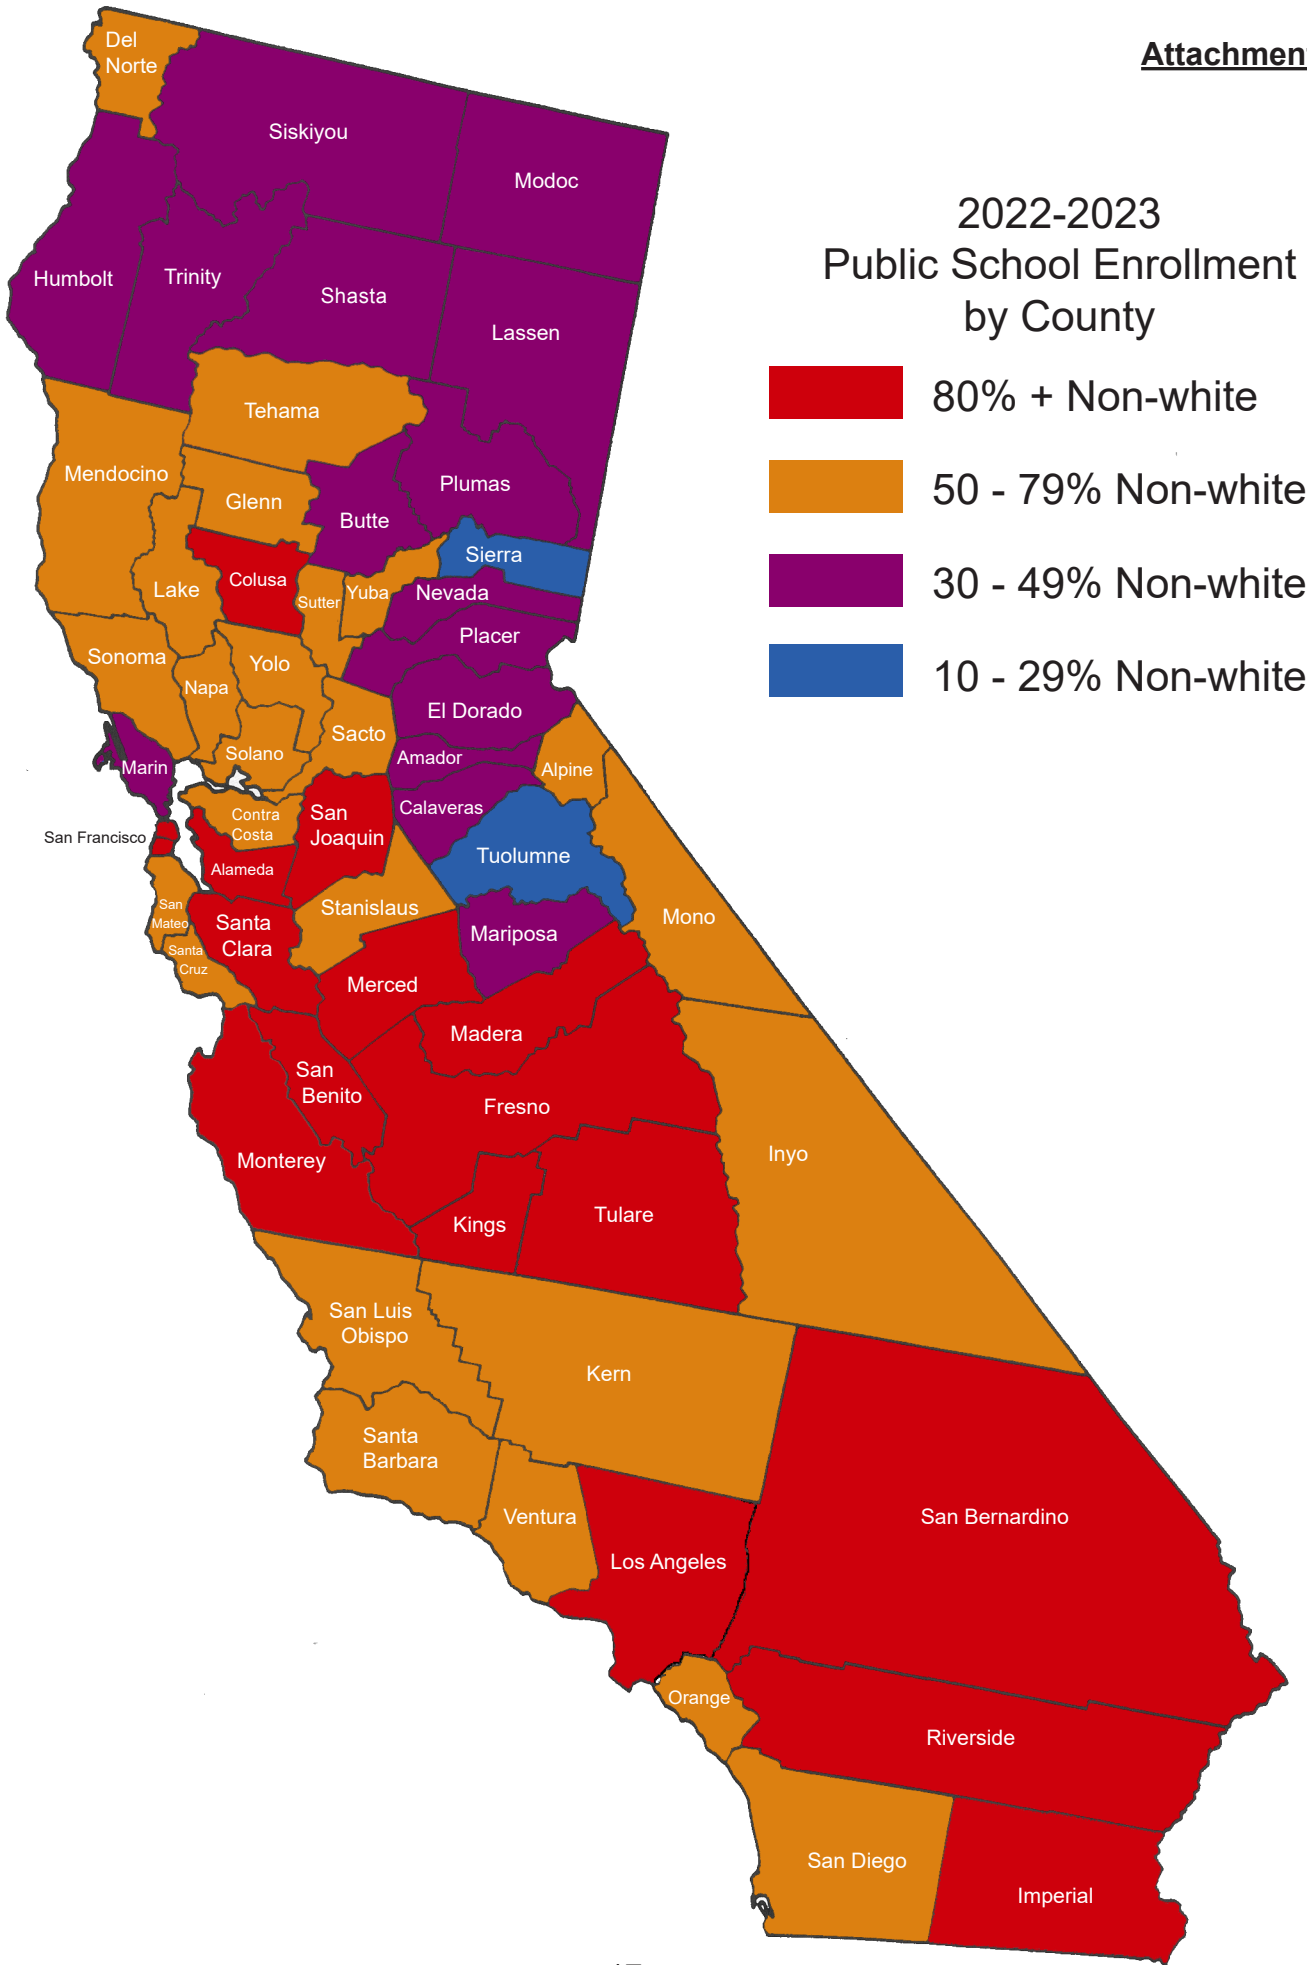 Attachment
2022-2023
Public School Enrollment
by County
80% + Non-white
50 - 79% Non-white
30 - 49% Non-white
10 - 29% Non-white
Del
Norte
Siskiyou
Modoc
Humbolt
Trinity
Shasta
Lassen
Tehama
Mendocino
Glenn
Butte
Plumas
Sierra
Colusa
Lake
Sutter
Yuba
Nevada
Placer
Sonoma
Napa
Yolo
El Dorado
Sacto
Solano
Amador
Alpine
Marin
Calaveras
Contra
Costa
San
Joaquin
San Francisco
Alameda
Tuolumne
San
Mateo
Santa
Clara
Stanislaus
Mariposa
Mono
Santa
Cruz
Merced
Madera
San
Benito
Fresno
Monterey
Inyo
Kings
Tulare
San Luis
Obispo
Kern
Santa
Barbara
Ventura
Los Angeles
San Bernardino
Orange
Riverside
San Diego
Imperial